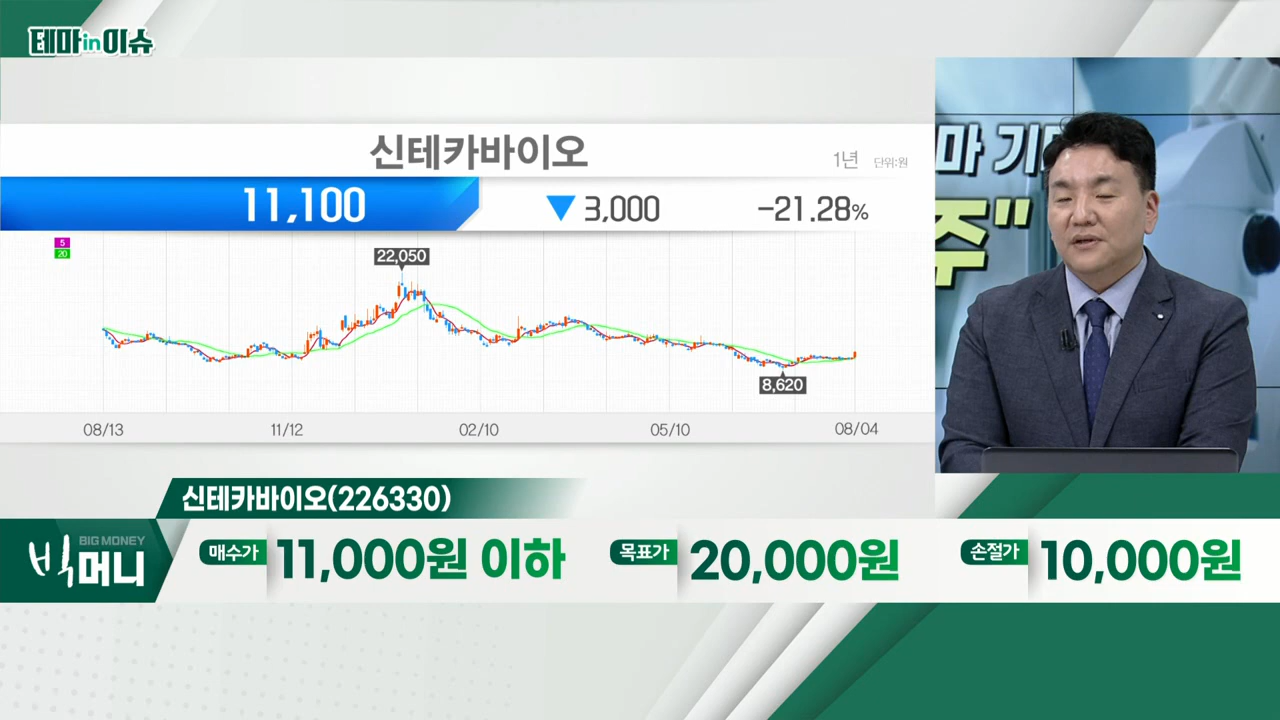 테마in이슈
신테카바이오
1년 단위:원
11,100 ▼3,000 -21.28%
5
20
22,050
8,620
08/13 11/12 02/10 05/10 08/04
마 기
주"
신테카바이오(226330)
BIG MONEY
빅머니
매수가 11,000원 이하 목표가 20,000원 손절가 10,000원